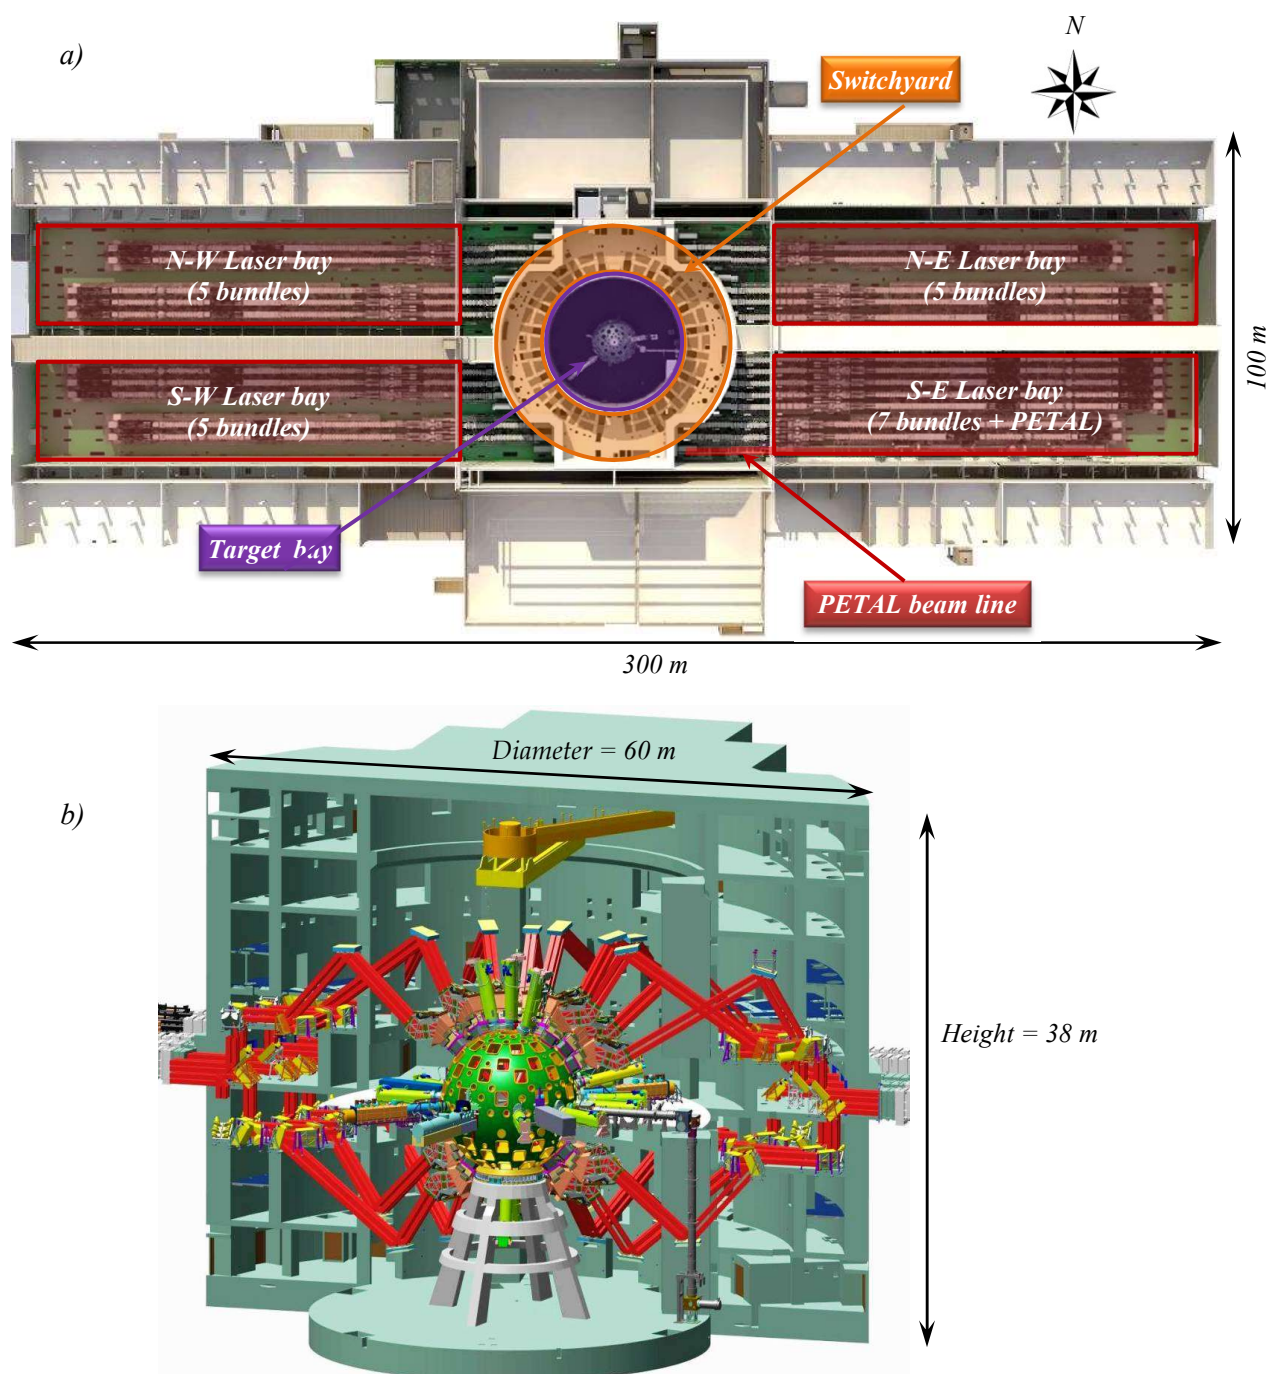 a)
N
Switchyard
N-W Laser bay
(5 bundles)
N-E Laser bay
(5 bundles)
S-W Laser bay
(5 bundles)
S-E Laser bay
(7 bundles + PETAL)
100 m
Target bay
PETAL beam line
300 m
b)
Diameter = 60 m
Height = 38 m